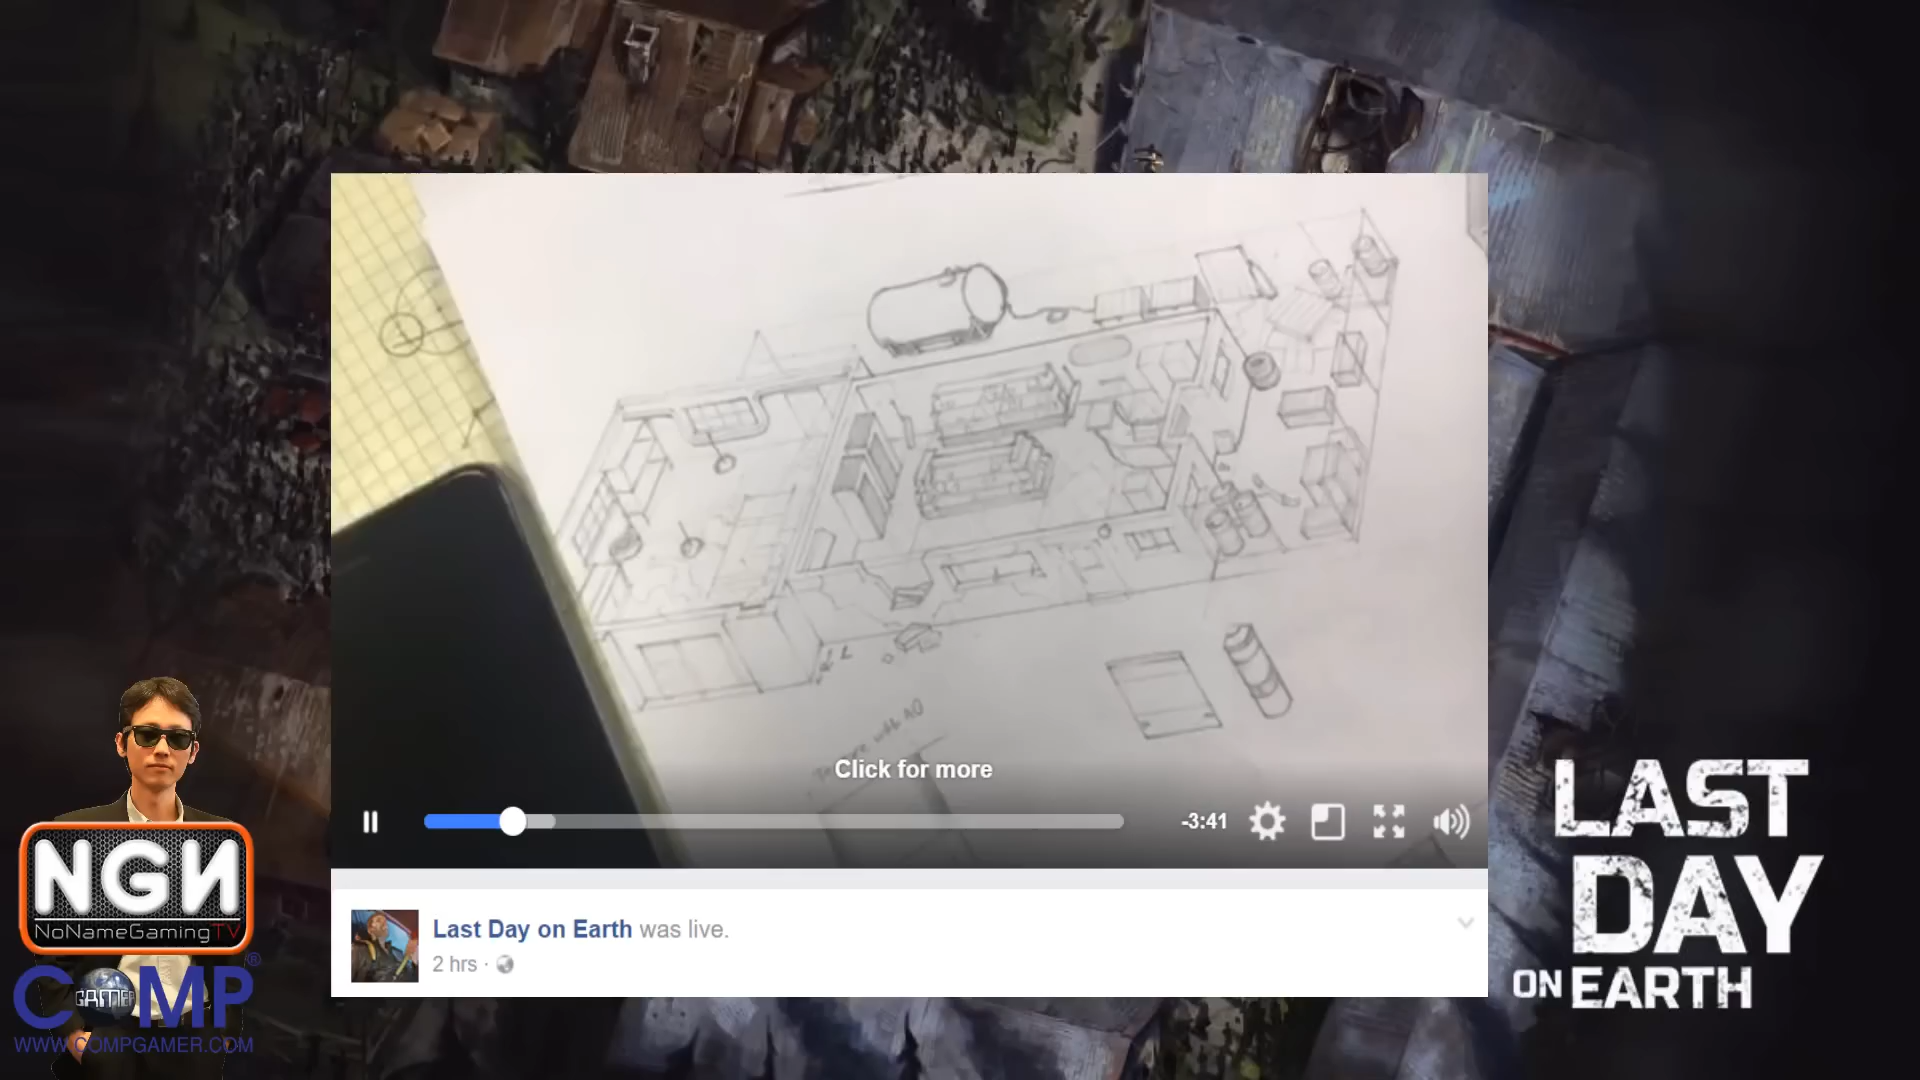 Click for more
-3:41
Last Day on Earth was live.
2 hrs ·
LAST
DAY
ON EARTH
NGN
NoNameGamingTV
COMP
GAMER
®
WWW.COMPGAMER.COM